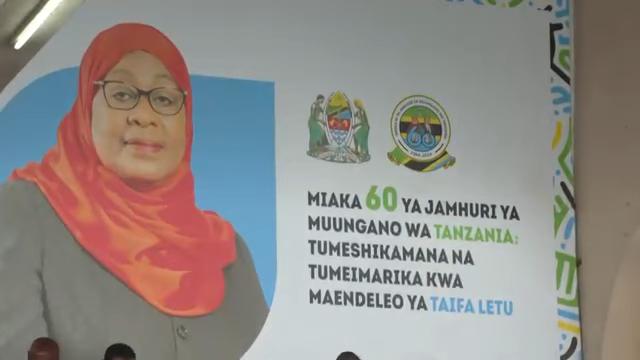 MIAKA 60 YA JAMHURI YA
MUUNGANO WA TANZANIA:
TUMESHIKAMANA NA
TUMEIMARIKA KWA
MAENDELEO YA TAIFA LETU